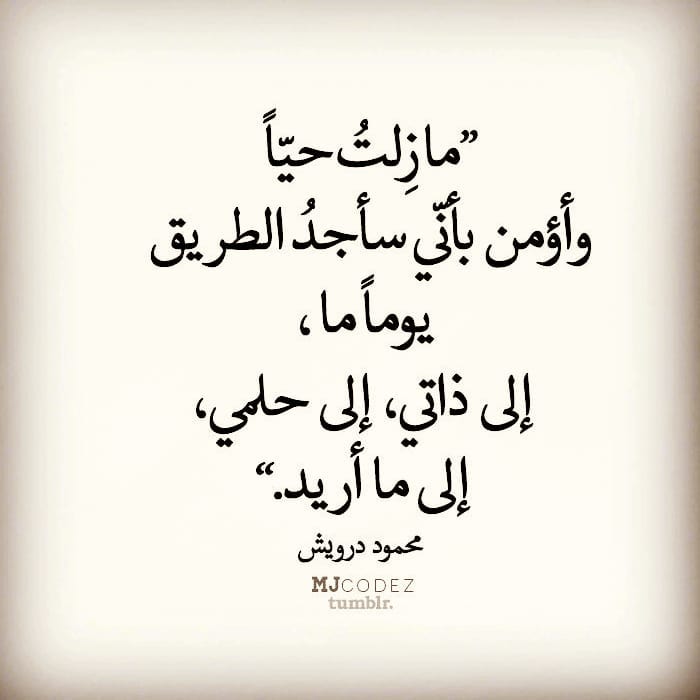 ”مازِلتُ حيّاً
وأؤمن بأنّي سأجدُ الطريق
يوماً ما،
إلى ذاتي، إلى حلمي،
إلى ما أريد.“
محمود درويش
MJCODEZ
tumblr.